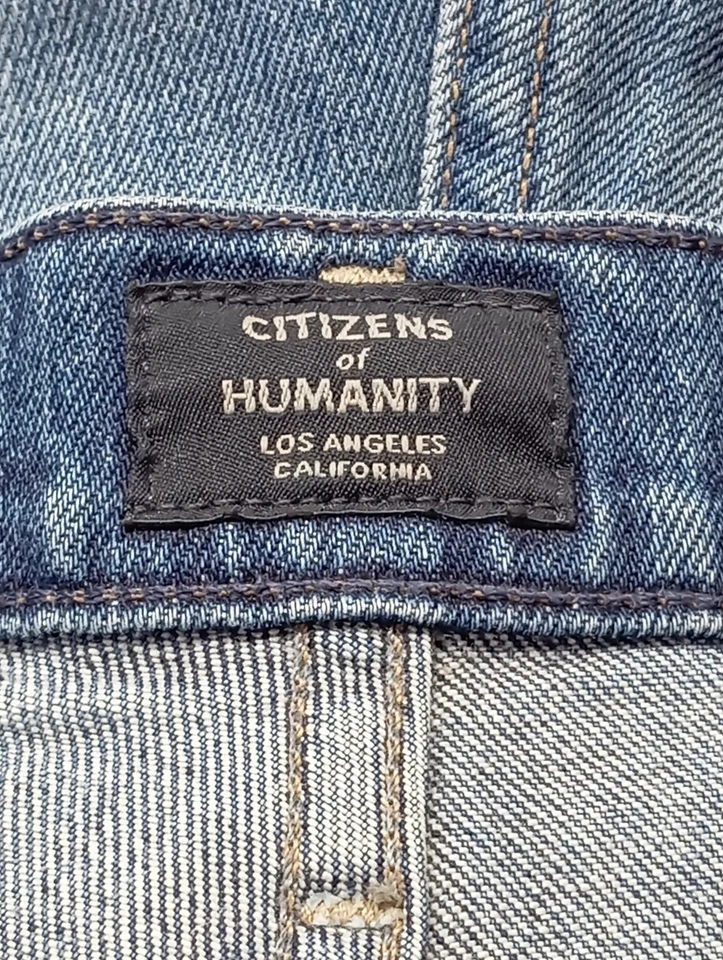 CITIZENS
of
HUMANITY
LOS ANGELES
CALIFORNIA